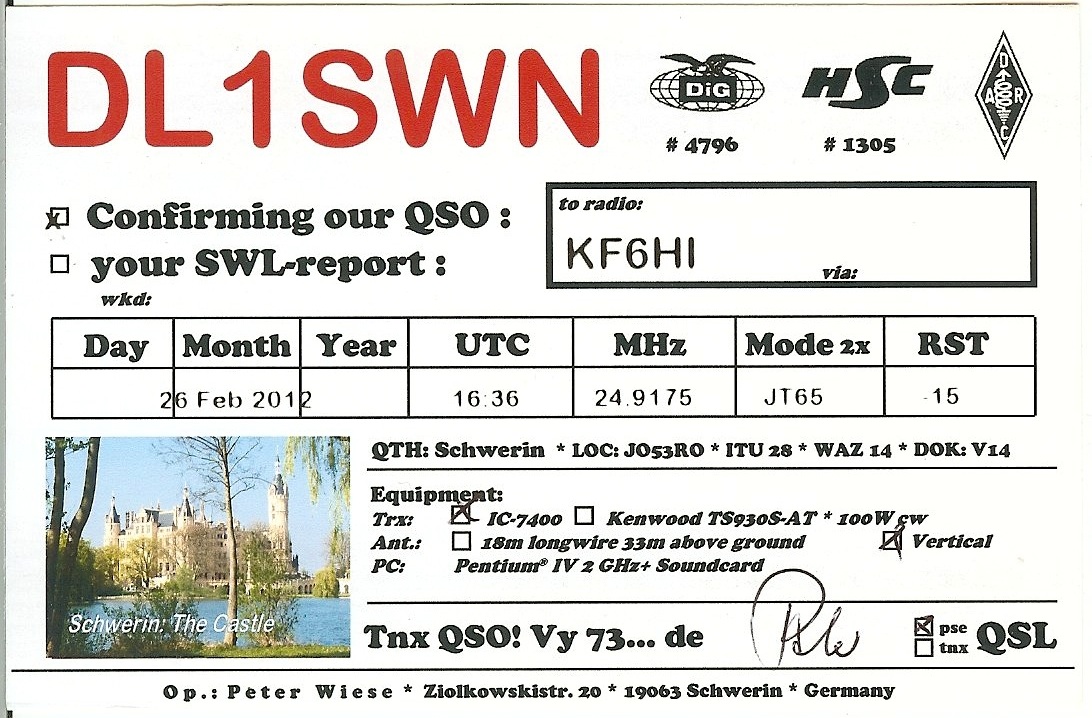 DL1SWN
DiG
# 4796
HSC
# 1305
DARC
Confirming our QSO :
your SWL-report :
wkd:
to radio:
KF6HI
via:
Day Month Year UTC MHz Mode 2x RST
26 Feb 2012 16:36 24.9175 JT65 -15
Schwerin: The Castle
QTH: Schwerin * LOC: JO53RO * ITU 28 * WAZ 14 * DOK: V14
Equipment:
Trx: IC-7400 Kenwood TS930S-AT * 100W cw
Ant.: 18m longwire 33m above ground Vertical
PC: Pentium® IV 2 GHz+ Soundcard
Tnx QSO! Vy 73... de
pse
tnx
QSL
Op.: Peter Wiese * Ziolkowskistr. 20 * 19063 Schwerin * Germany